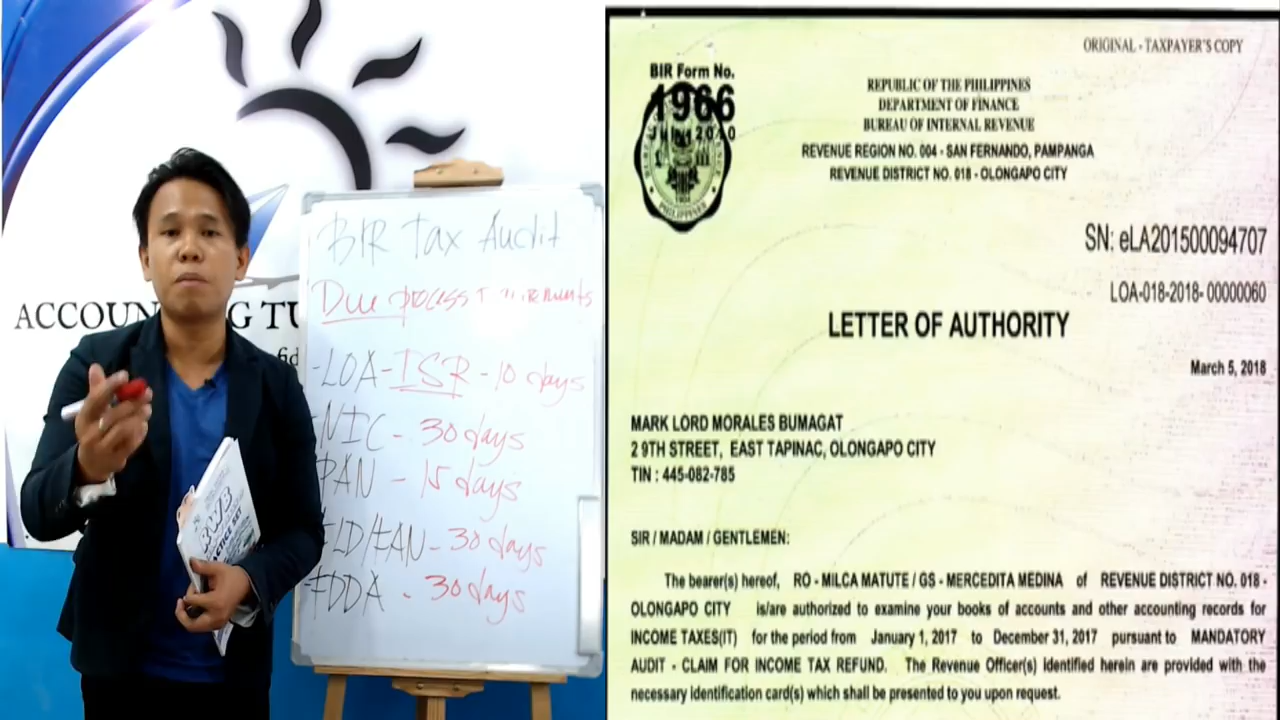 ACCOUN G TU
BIR Tax Audit
Due process
- LOA - ISR - 10 days
- NIC - 30 days
- PAN - 15 days
FLD/FAN - 30 days
- FDDA - 30 days
ORIGINAL - TAXPAYER'S COPY
BIR Form No.
1966
REPUBLIC OF THE PHILIPPINES
DEPARTMENT OF FINANCE
BUREAU OF INTERNAL REVENUE
REVENUE REGION NO. 004 - SAN FERNANDO, PAMPANGA
REVENUE DISTRICT NO. 018 - OLONGAPO CITY
SN: eLA201500094707
LOA-018-2018- 00000060
LETTER OF AUTHORITY
March 5, 2018
MARK LORD MORALES BUMAGAT
2 9TH STREET, EAST TAPINAC, OLONGAPO CITY
TIN : 445-082-785
SIR / MADAM / GENTLEMEN:
The bearer(s) hereof, RO - MILCA MATUTE / GS - MERCEDITA MEDINA of REVENUE DISTRICT NO. 018 -
OLONGAPO CITY is/are authorized to examine your books of accounts and other accounting records for
INCOME TAXES(IT) for the period from January 1, 2017 to December 31, 2017 pursuant to MANDATORY
AUDIT - CLAIM FOR INCOME TAX REFUND. The Revenue Officer(s) identified herein are provided with the
necessary identification card(s) which shall be presented to you upon request.